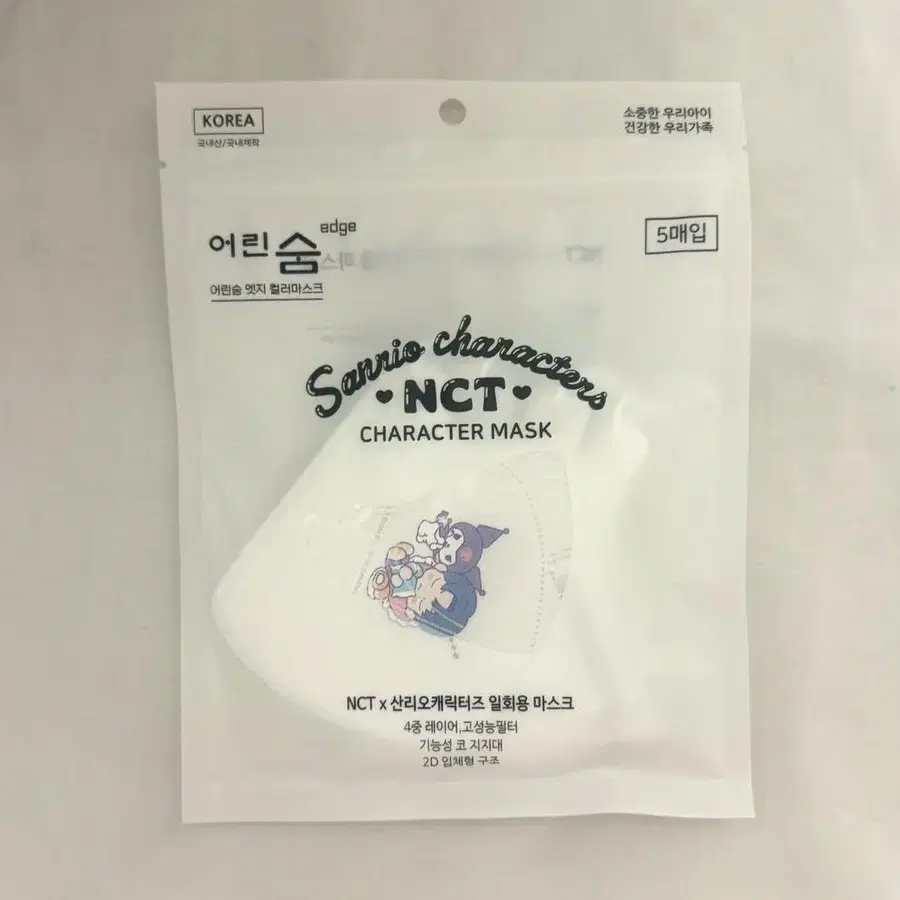 KOREA
국내산/국내제작
소중한 우리아이
건강한 우리가족
어린숨 edge
어린숨 엣지 컬러마스크
5매입
Sanrio characters
NCT
CHARACTER MASK
NCT x 산리오캐릭터즈 일회용 마스크
4중 레이어,고성능필터
기능성 코 지지대
2D 입체형 구조